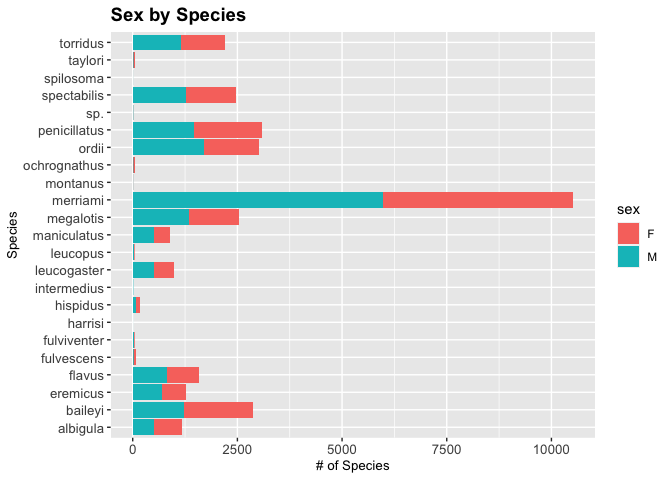 Sex by Species
torridus
taylori
spilosoma
spectabilis
sp.
penicillatus
ordii
ochrognathus
montanus
merriami
megalotis
maniculatus
leucopus
leucogaster
intermedius
hispidus
harrisi
fulviventer
fulvescens
flavus
eremicus
baileyi
albigula
Species
0 2500 5000 7500 10000
# of Species
sex
F
M